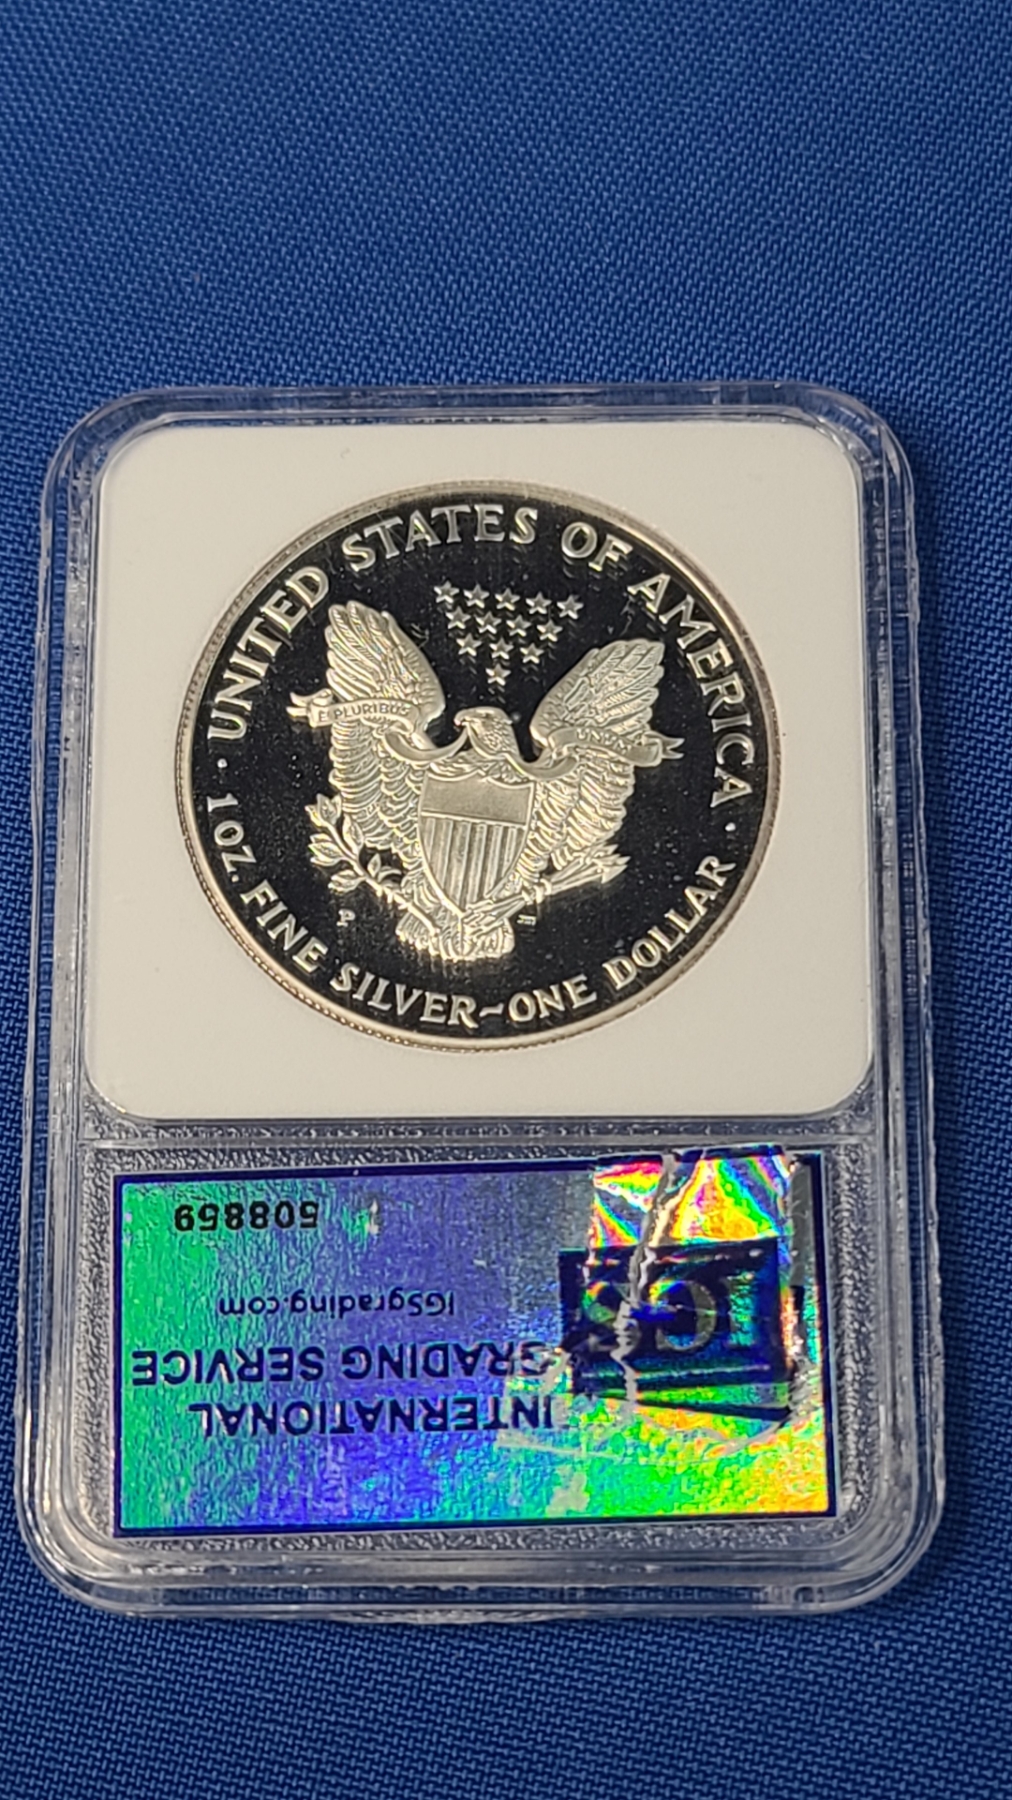 UNITED STATES OF AMERICA
E PLURIBUS UNUM
P
1 OZ. FINE SILVER~ONE DOLLAR
IGS
INTERNATIONAL
GRADING SERVICE
IGSgrading.com
508859